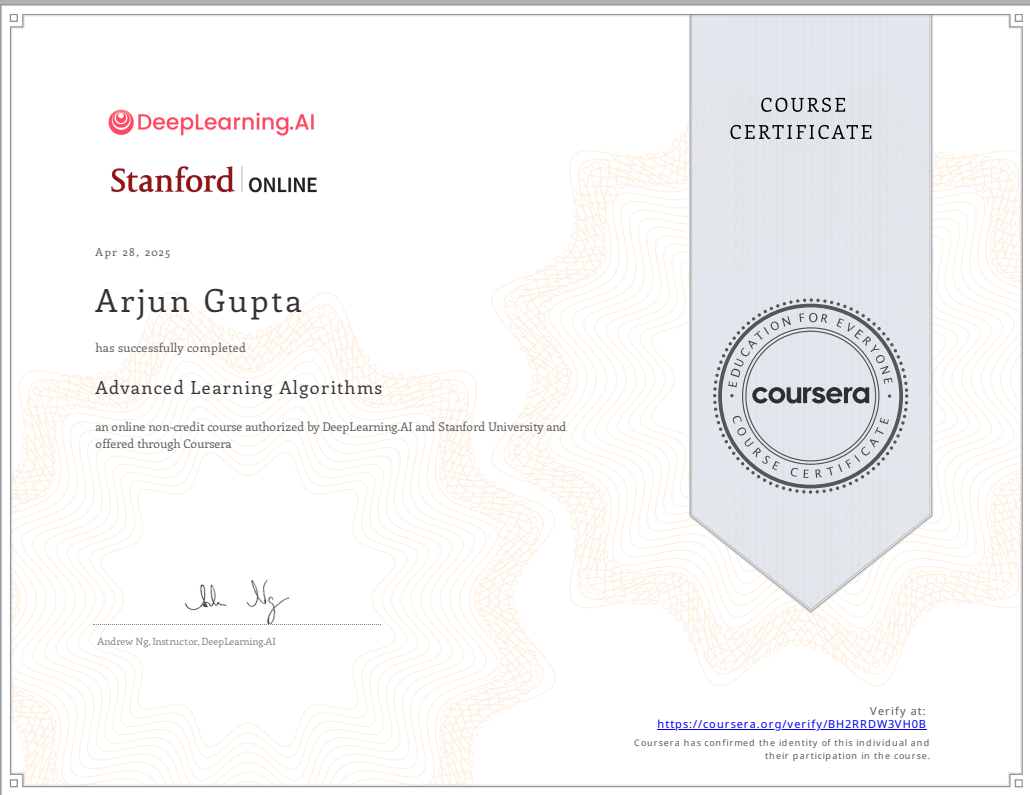 DeepLearning.AI
Stanford | ONLINE
COURSE
CERTIFICATE
Apr 28, 2025
Arjun Gupta
has successfully completed
Advanced Learning Algorithms
an online non-credit course authorized by DeepLearning.AI and Stanford University and
offered through Coursera
EDUCATION FOR EVERYONE
coursera
COURSE CERTIFICATE
Andrew Ng, Instructor, DeepLearning.AI
Verify at:
https://coursera.org/verify/BH2RRDW3VH0B
Coursera has confirmed the identity of this individual and
their participation in the course.